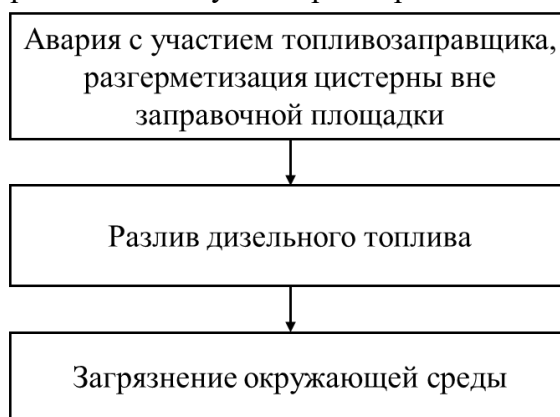 Авария с участием топливозаправщика,
разгерметизация цистерны вне
заправочной площадки
Разлив дизельного топлива
Загрязнение окружающей среды